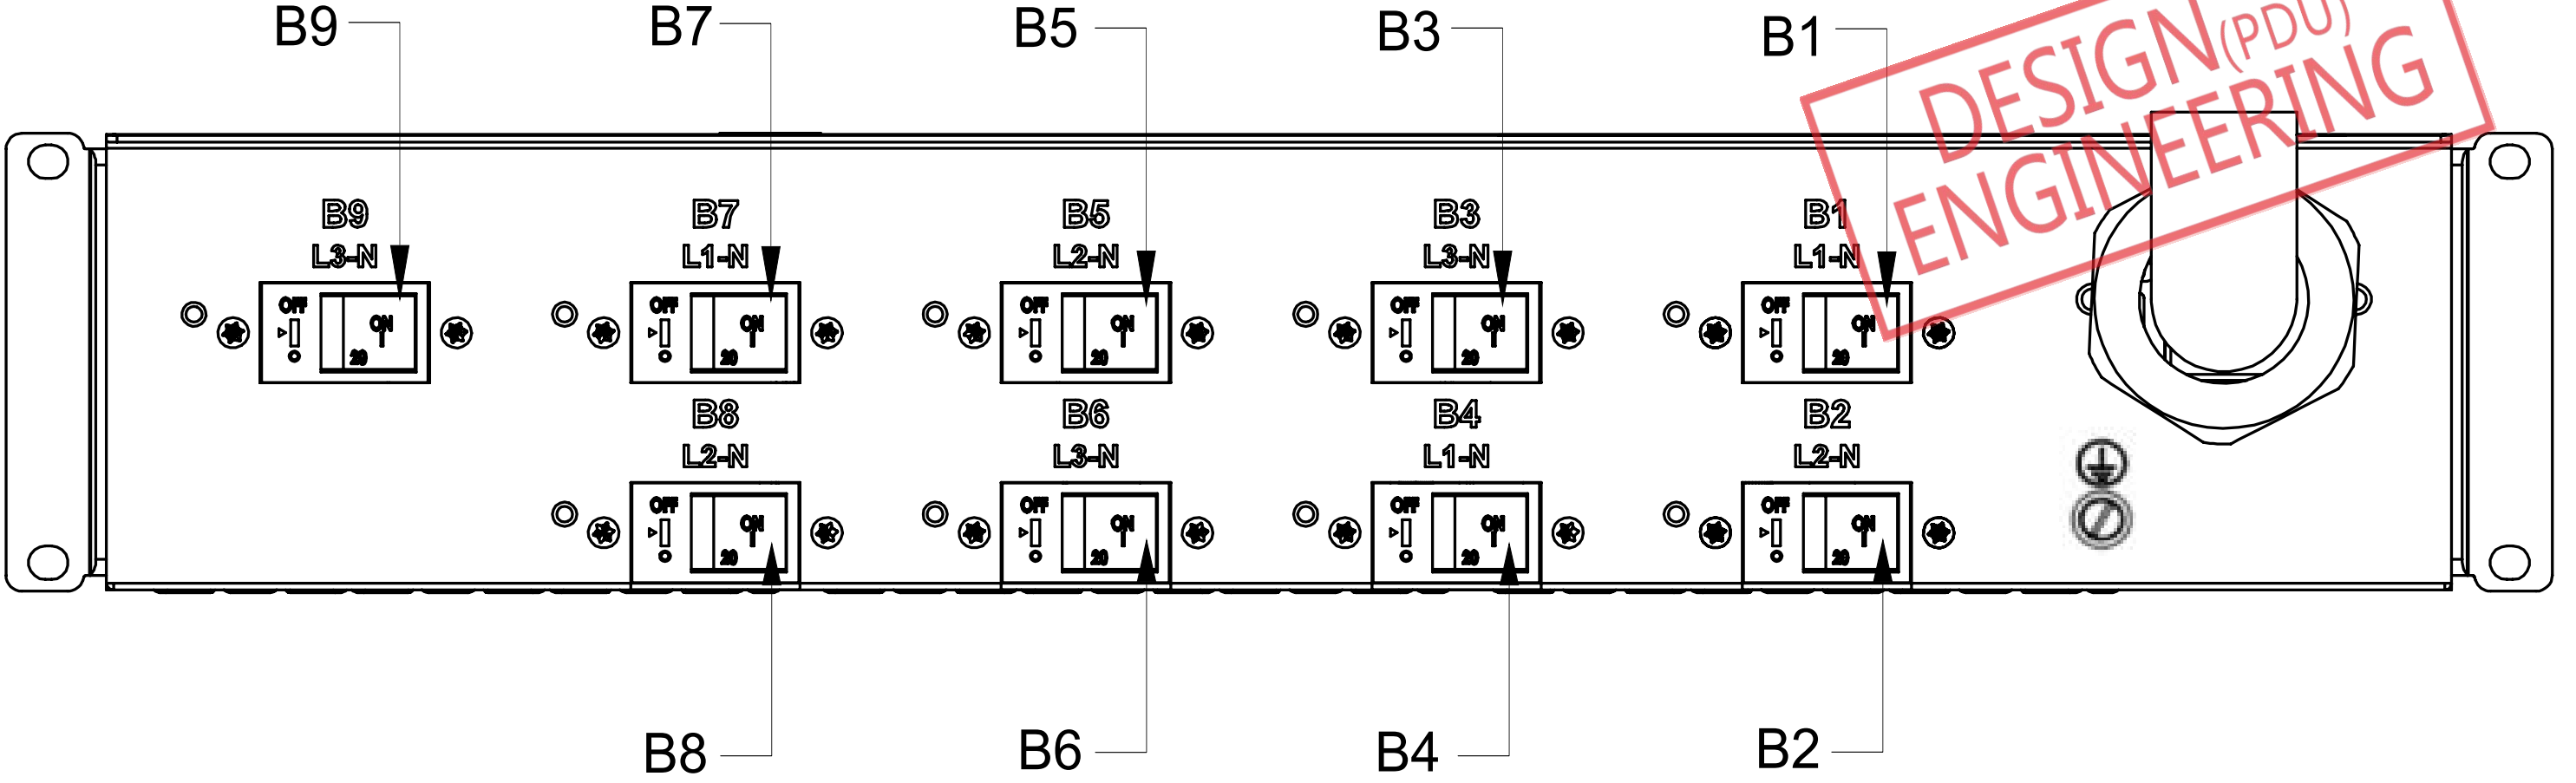 B9
B7
B5
B3
B1
DESIGN (PDU)
ENGINEERING
B9
L3-N
B7
L1-N
B5
L2-N
B3
L3-N
B1
L1-N
OFF
ON
20
OFF
ON
20
OFF
ON
20
OFF
ON
20
OFF
ON
20
B8
L2-N
B6
L3-N
B4
L1-N
B2
L2-N
OFF
ON
20
OFF
ON
20
OFF
ON
20
OFF
ON
20
B8
B6
B4
B2